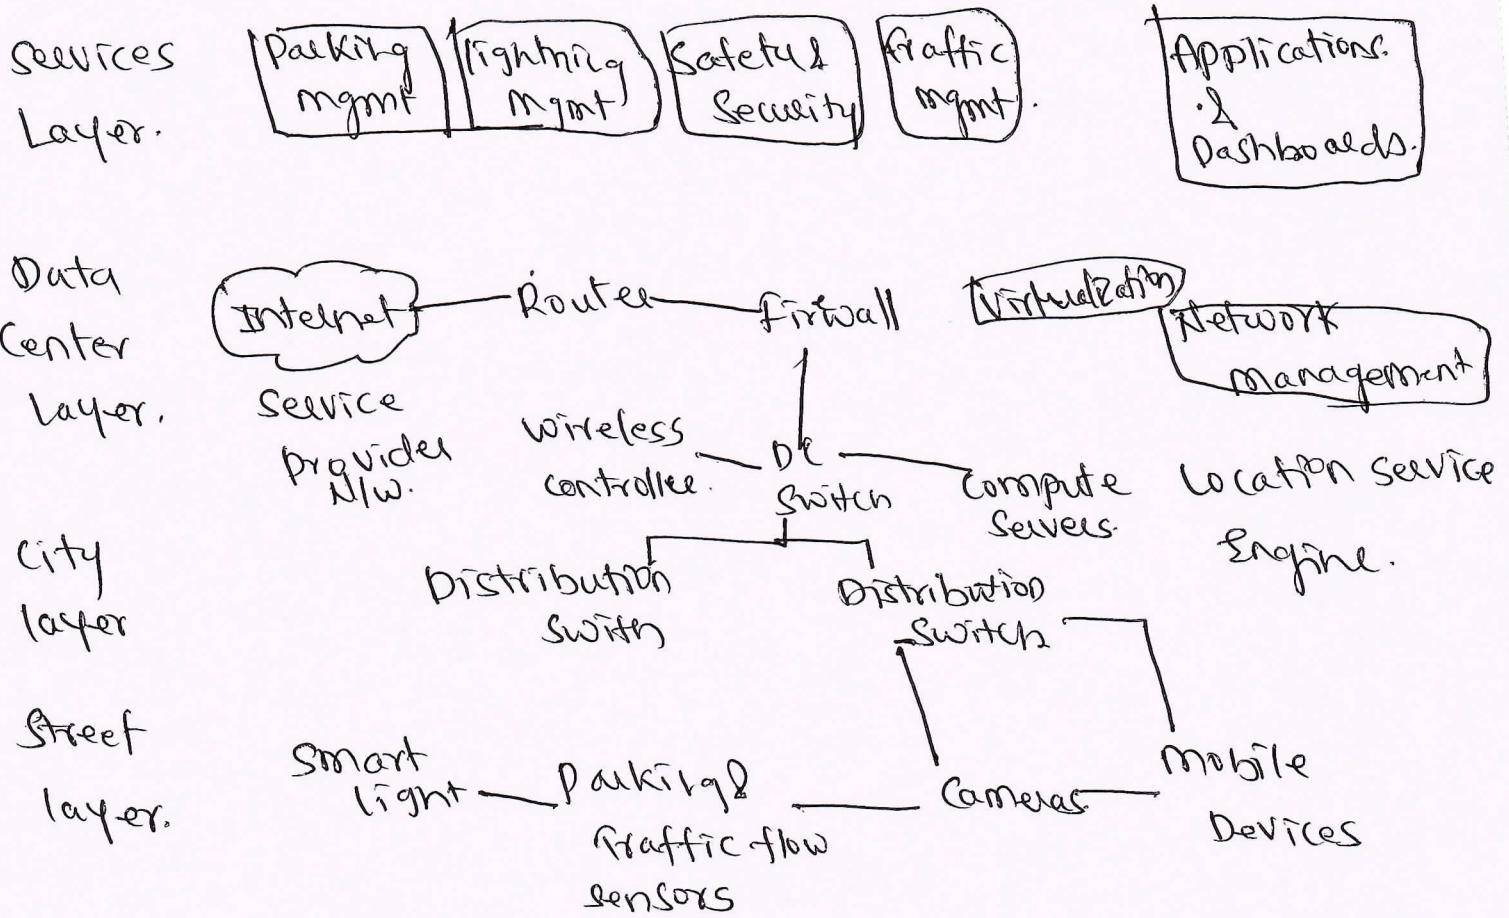 Services
Layer.
Parking
mgmt
lightning
Mgmt
Safety &
Security
Traffic
mgmt.
Applications.
&
Dashboards.
Data
Center
Layer.
Internet
Router
firwall
Virtualization
Network
management
Service
Provider
N/W.
Wireless
controller.
DC
Switch
Compute
Servers.
Location Service
Engine.
City
layer
Distribution
Swith
Distribution
Switch
Street
layer.
Smart
light
Parking &
Traffic flow
sensors
Cameras
Mobile
Devices